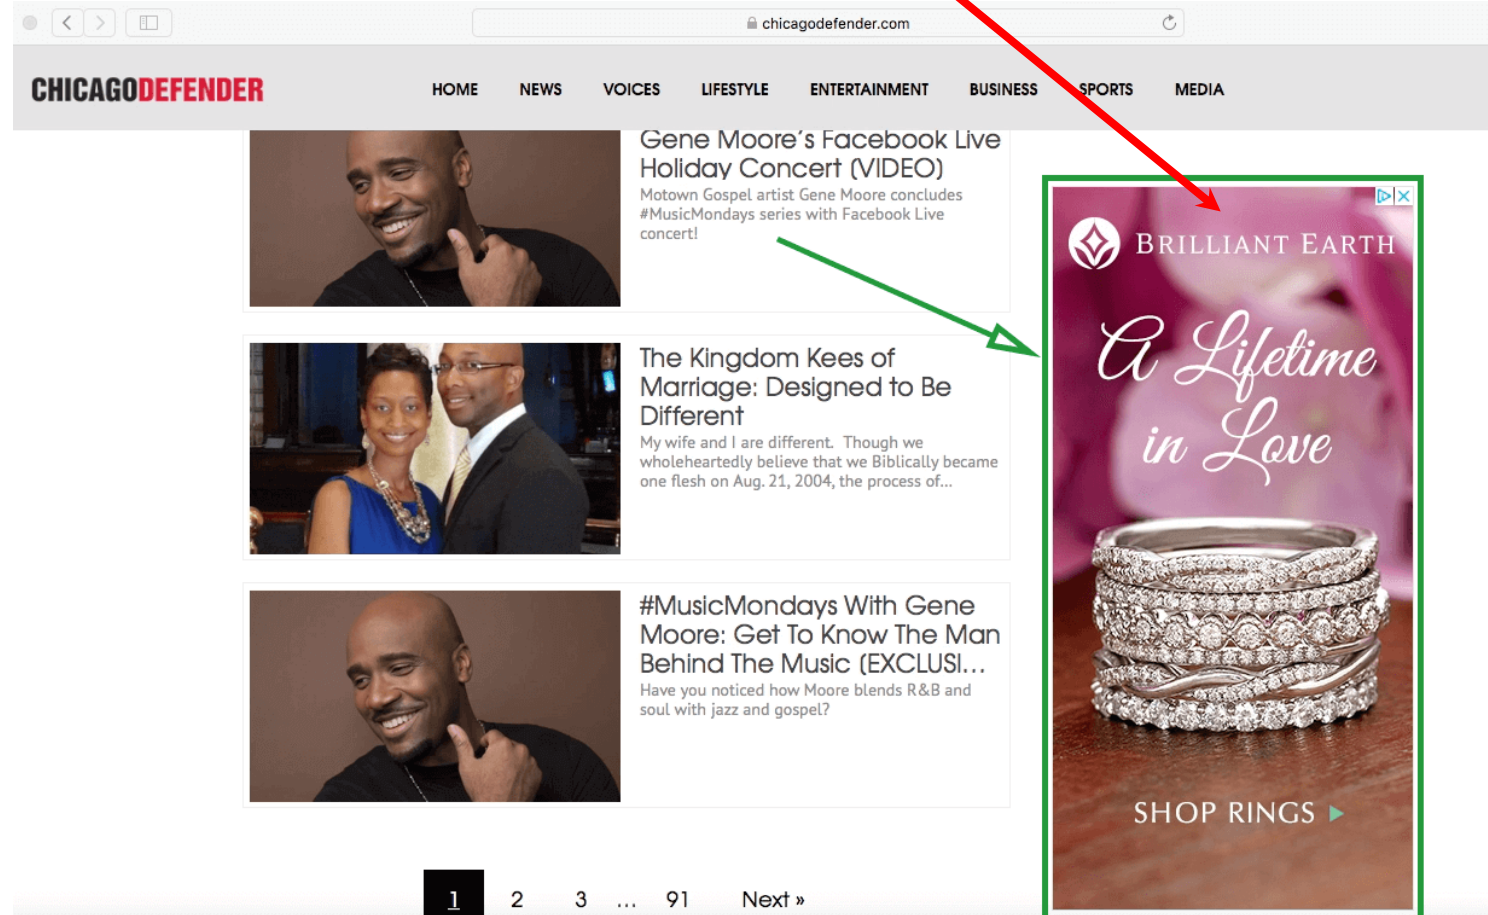 chicagodefender.com
CHICAGODEFENDER
HOME NEWS VOICES LIFESTYLE ENTERTAINMENT BUSINESS SPORTS MEDIA
Gene Moore's Facebook Live
Holiday Concert (VIDEO)
Motown Gospel artist Gene Moore concludes
#MusicMondays series with Facebook Live
concert!
The Kingdom Kees of
Marriage: Designed to Be
Different
My wife and I are different.  Though we
wholeheartedly believe that we Biblically became
one flesh on Aug. 21, 2004, the process of...
#MusicMondays With Gene
Moore: Get To Know The Man
Behind The Music (EXCLUSI...
Have you noticed how Moore blends R&B and
soul with jazz and gospel?
1 2 3 ... 91 Next »
BRILLIANT EARTH
A Lifetime
in Love
SHOP RINGS